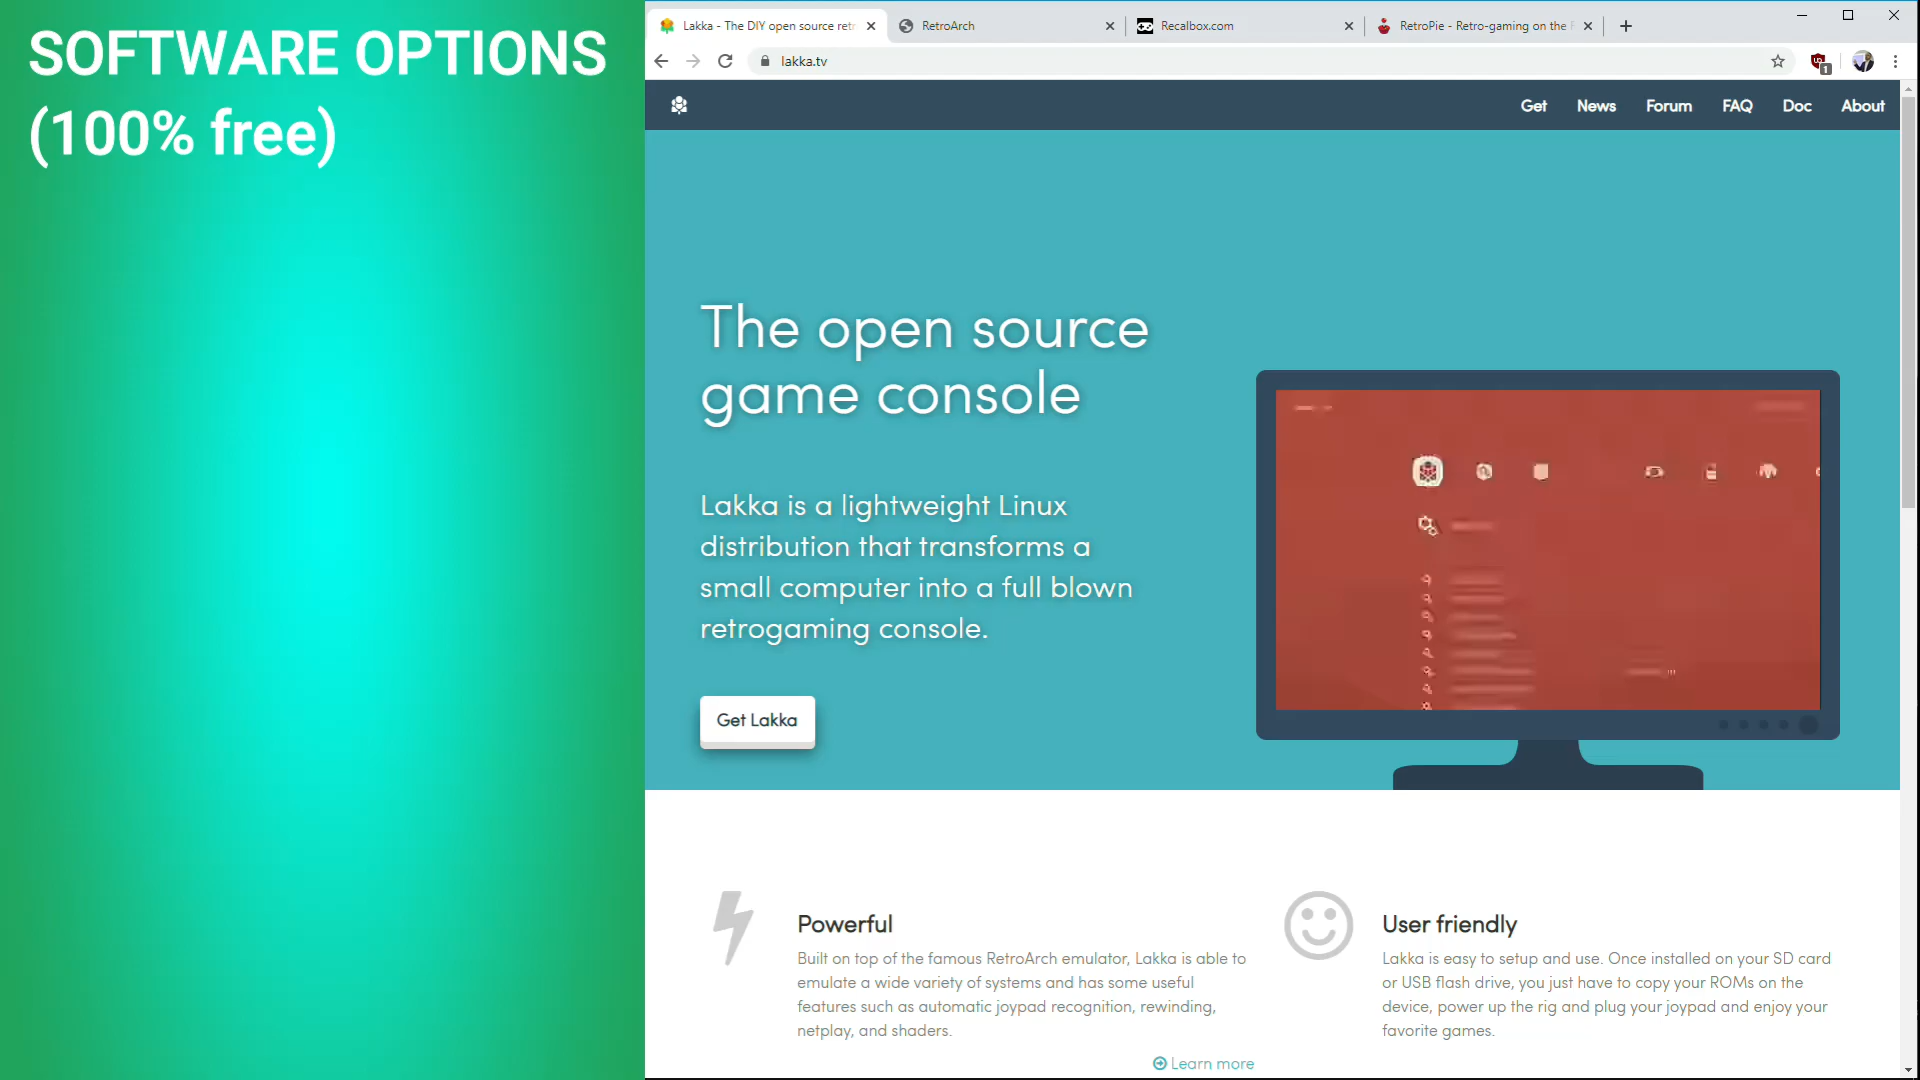 SOFTWARE OPTIONS
(100% free)
Lakka - The DIY open source retr
RetroArch
Recalbox.com
RetroPie - Retro-gaming on the
lakka.tv
1
Get
News
Forum
FAQ
Doc
About
The open source
game console
Lakka is a lightweight Linux
distribution that transforms a
small computer into a full blown
retrogaming console.
Get Lakka
Powerful
Built on top of the famous RetroArch emulator, Lakka is able to
emulate a wide variety of systems and has some useful
features such as automatic joypad recognition, rewinding,
netplay, and shaders.
User friendly
Lakka is easy to setup and use. Once installed on your SD card
or USB flash drive, you just have to copy your ROMs on the
device, power up the rig and plug your joypad and enjoy your
favorite games.
Learn more